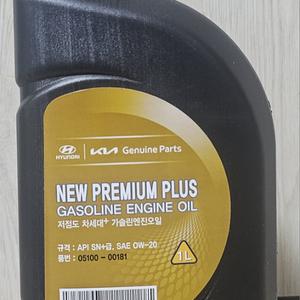 HYUNDAI KIA Genuine Parts
NEW PREMIUM PLUS
GASOLINE ENGINE OIL
저점도 차세대+ 가솔린엔진오일
규격 : API SN+급, SAE 0W-20
품번 : 05100 - 00181
1L